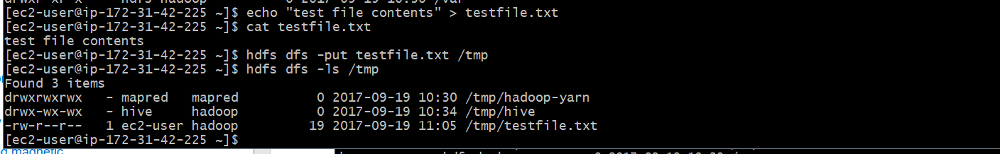 [ec2-user@ip-172-31-42-225 ~]$ echo "test file contents" > testfile.txt
[ec2-user@ip-172-31-42-225 ~]$ cat testfile.txt
test file contents
[ec2-user@ip-172-31-42-225 ~]$ hdfs dfs -put testfile.txt /tmp
[ec2-user@ip-172-31-42-225 ~]$ hdfs dfs -ls /tmp
Found 3 items
drwxrwxrwx   - mapred   mapred          0 2017-09-19 10:30 /tmp/hadoop-yarn
drwx-wx-wx   - hive     hadoop          0 2017-09-19 10:34 /tmp/hive
-rw-r--r--   1 ec2-user hadoop         19 2017-09-19 11:05 /tmp/testfile.txt
[ec2-user@ip-172-31-42-225 ~]$
magnetic